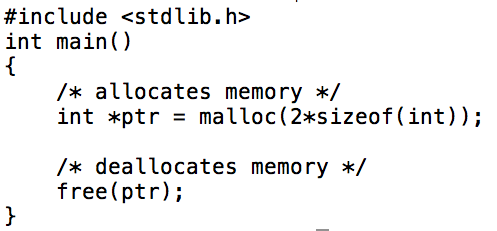 #include <stdlib.h>
int main()
{
    /* allocates memory */
    int *ptr = malloc(2*sizeof(int));

    /* deallocates memory */
    free(ptr);
}